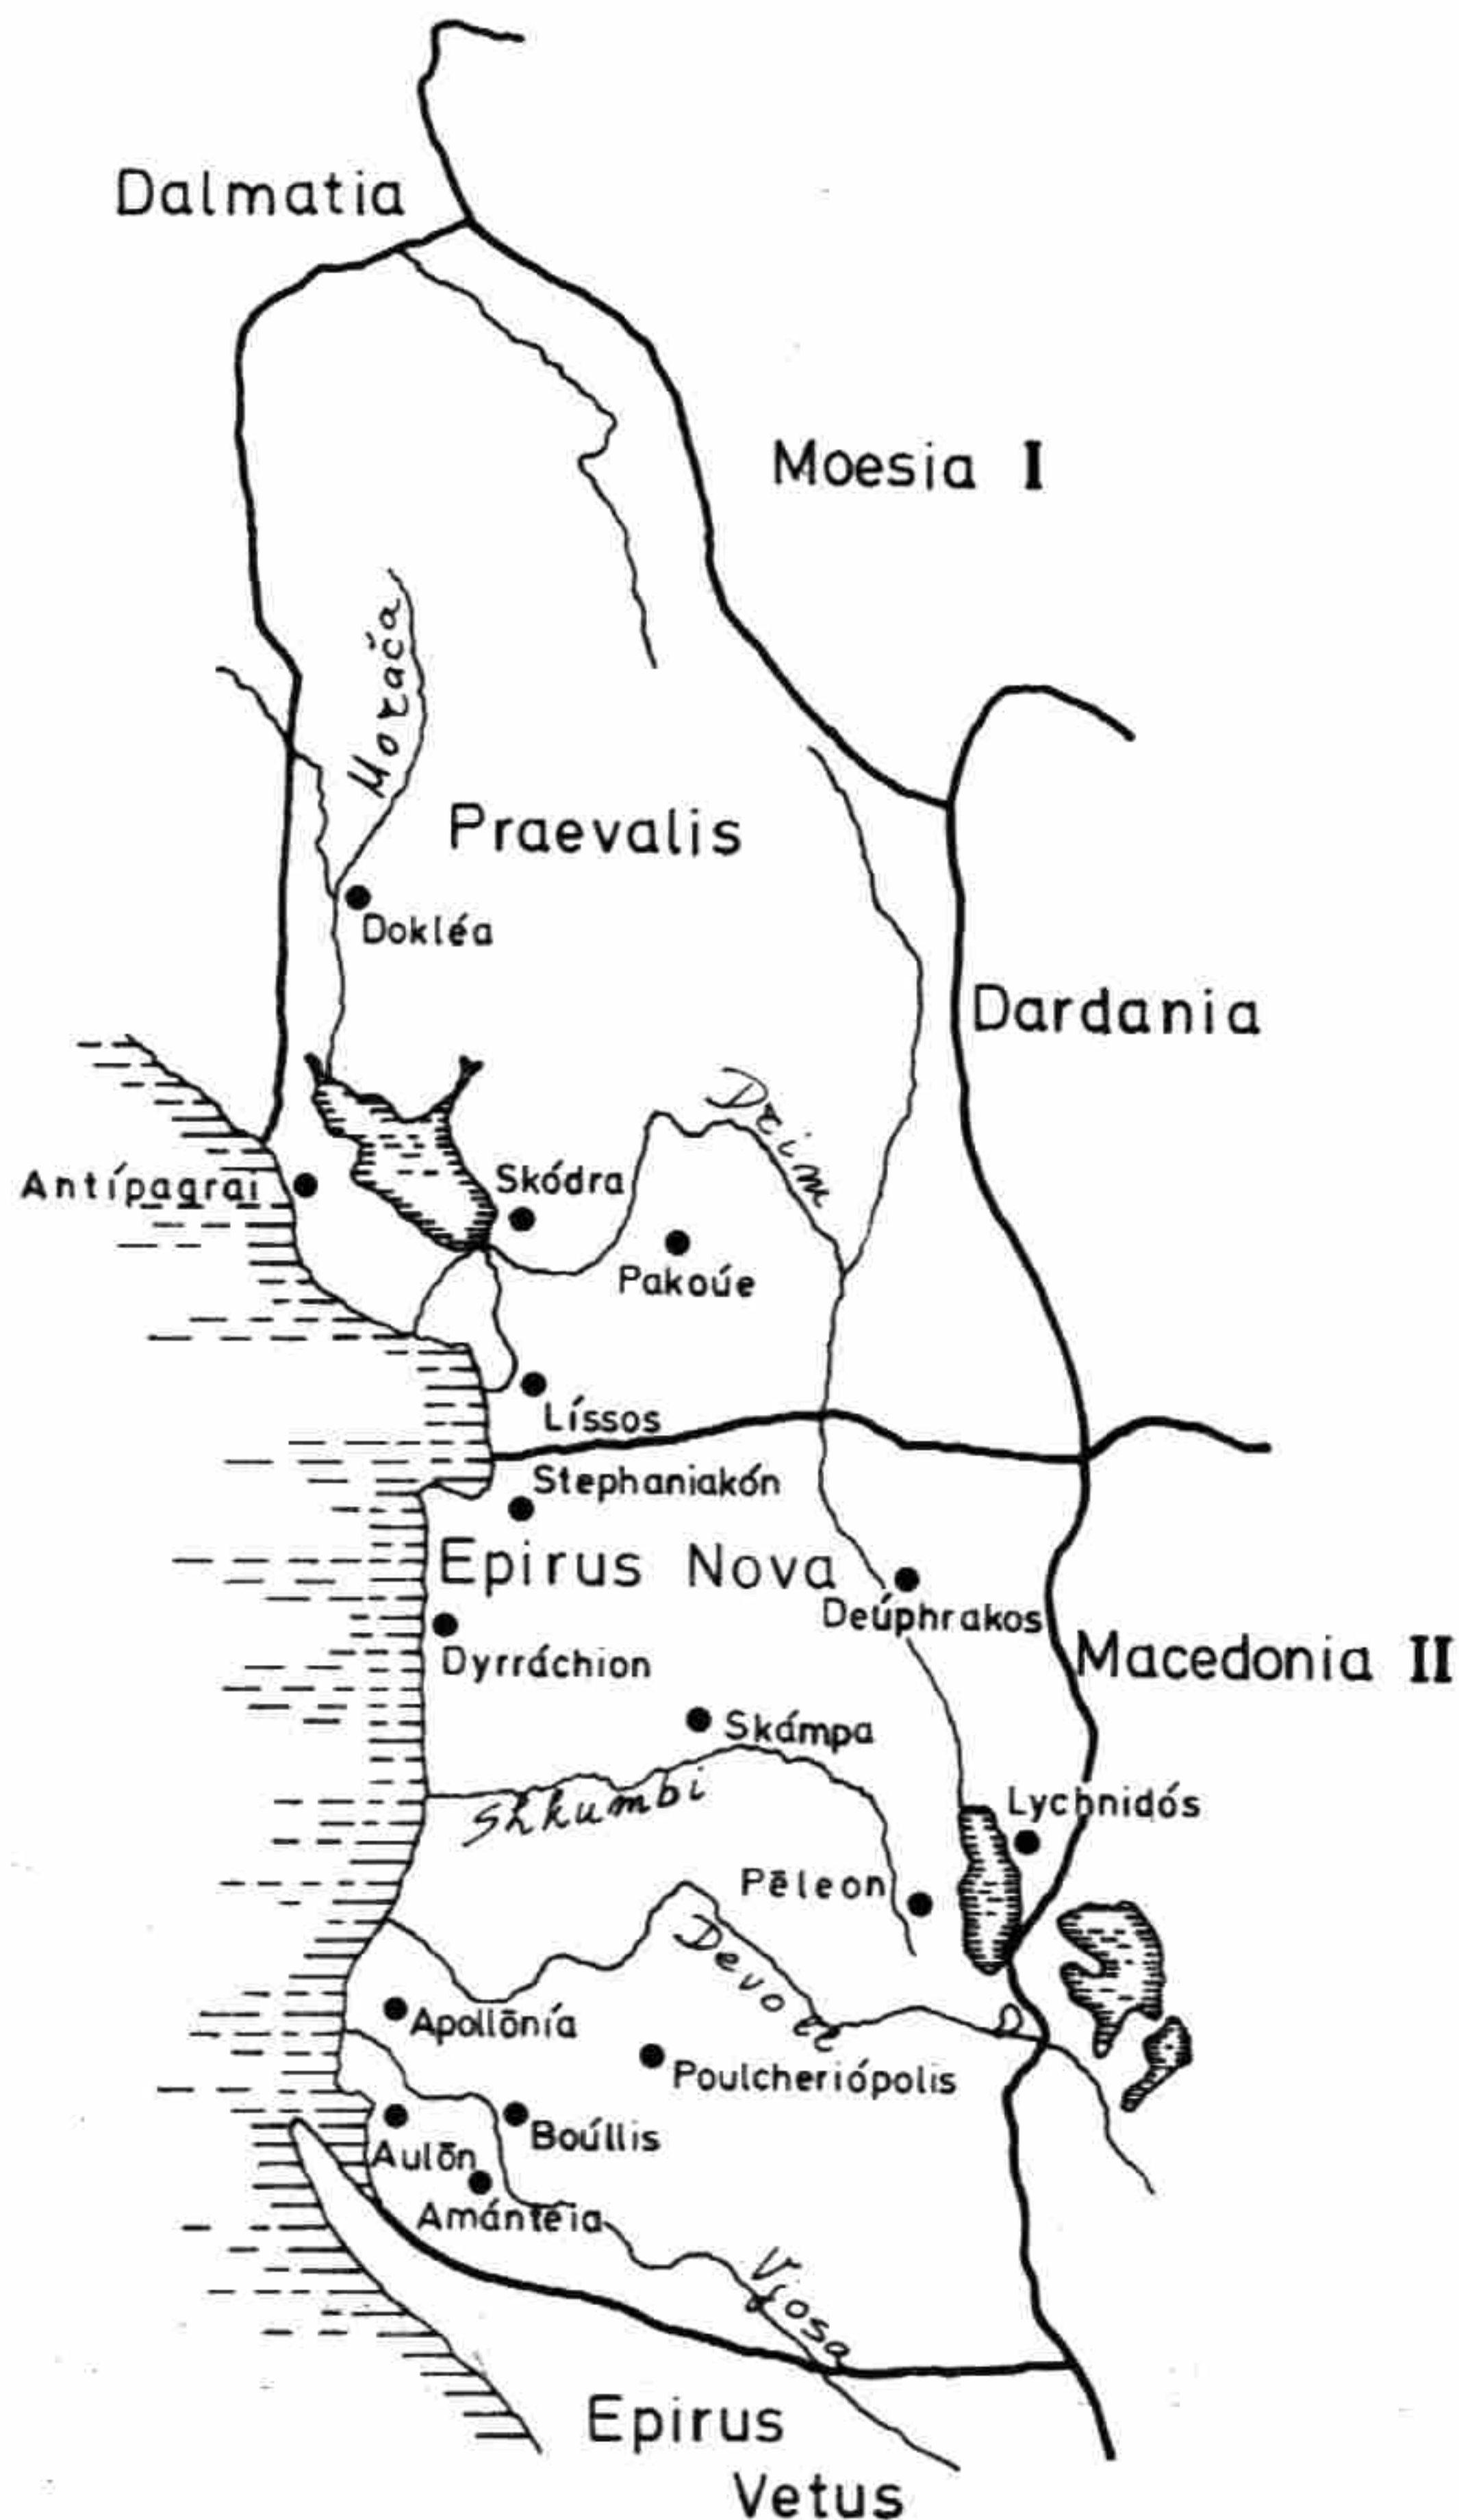 Dalmatia
Moesia I
Morača
Praevalis
Dokléa
Dardania
Drim
Antípagrai
Skódra
Pakoúe
Líssos
Stephaniakón
Epirus Nova
Deúphrakos
Dyrráchion
Macedonia II
Skámpa
Shkumbi
Lychnidós
Pēleon
Devoll
Apollōnía
Poulcheriópolis
Boúllis
Aulōn
Amánteia
Vjosa
Epirus
Vetus